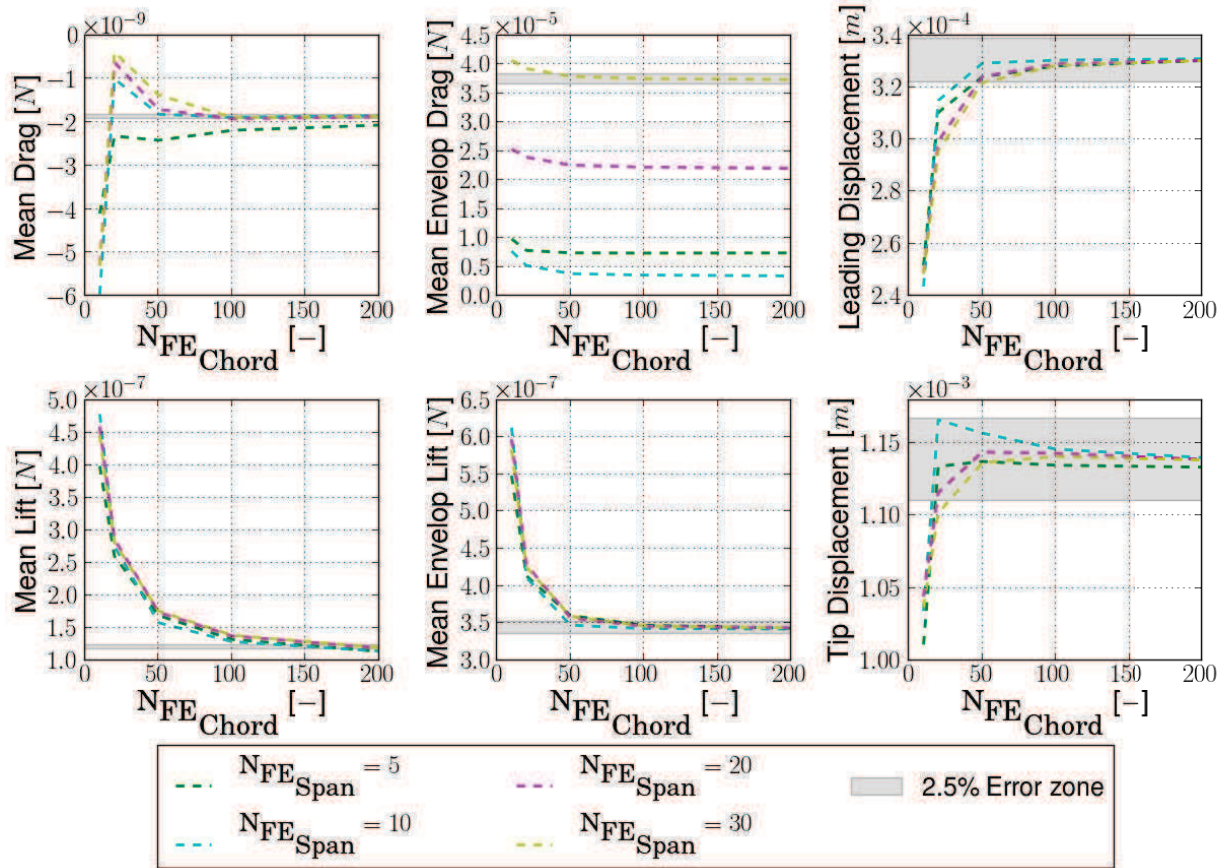 ×10⁻⁹
0
−1
−2
−3
−4
−5
−6
Mean Drag [N]
0 50 100 150 200
N_FE_Chord [−]
×10⁻⁵
4.5
4.0
3.5
3.0
2.5
2.0
1.5
1.0
0.5
0.0
Mean Envelop Drag [N]
0 50 100 150 200
N_FE_Chord [−]
×10⁻⁴
3.4
3.2
3.0
2.8
2.6
2.4
Leading Displacement [m]
0 50 100 150 200
N_FE_Chord [−]
×10⁻⁷
5.0
4.5
4.0
3.5
3.0
2.5
2.0
1.5
1.0
Mean Lift [N]
0 50 100 150 200
N_FE_Chord [−]
×10⁻⁷
6.5
6.0
5.5
5.0
4.5
4.0
3.5
3.0
Mean Envelop Lift [N]
0 50 100 150 200
N_FE_Chord [−]
×10⁻³
1.15
1.10
1.05
1.00
Tip Displacement [m]
0 50 100 150 200
N_FE_Chord [−]
N_FE_Span = 5
N_FE_Span = 10
N_FE_Span = 20
N_FE_Span = 30
2.5% Error zone